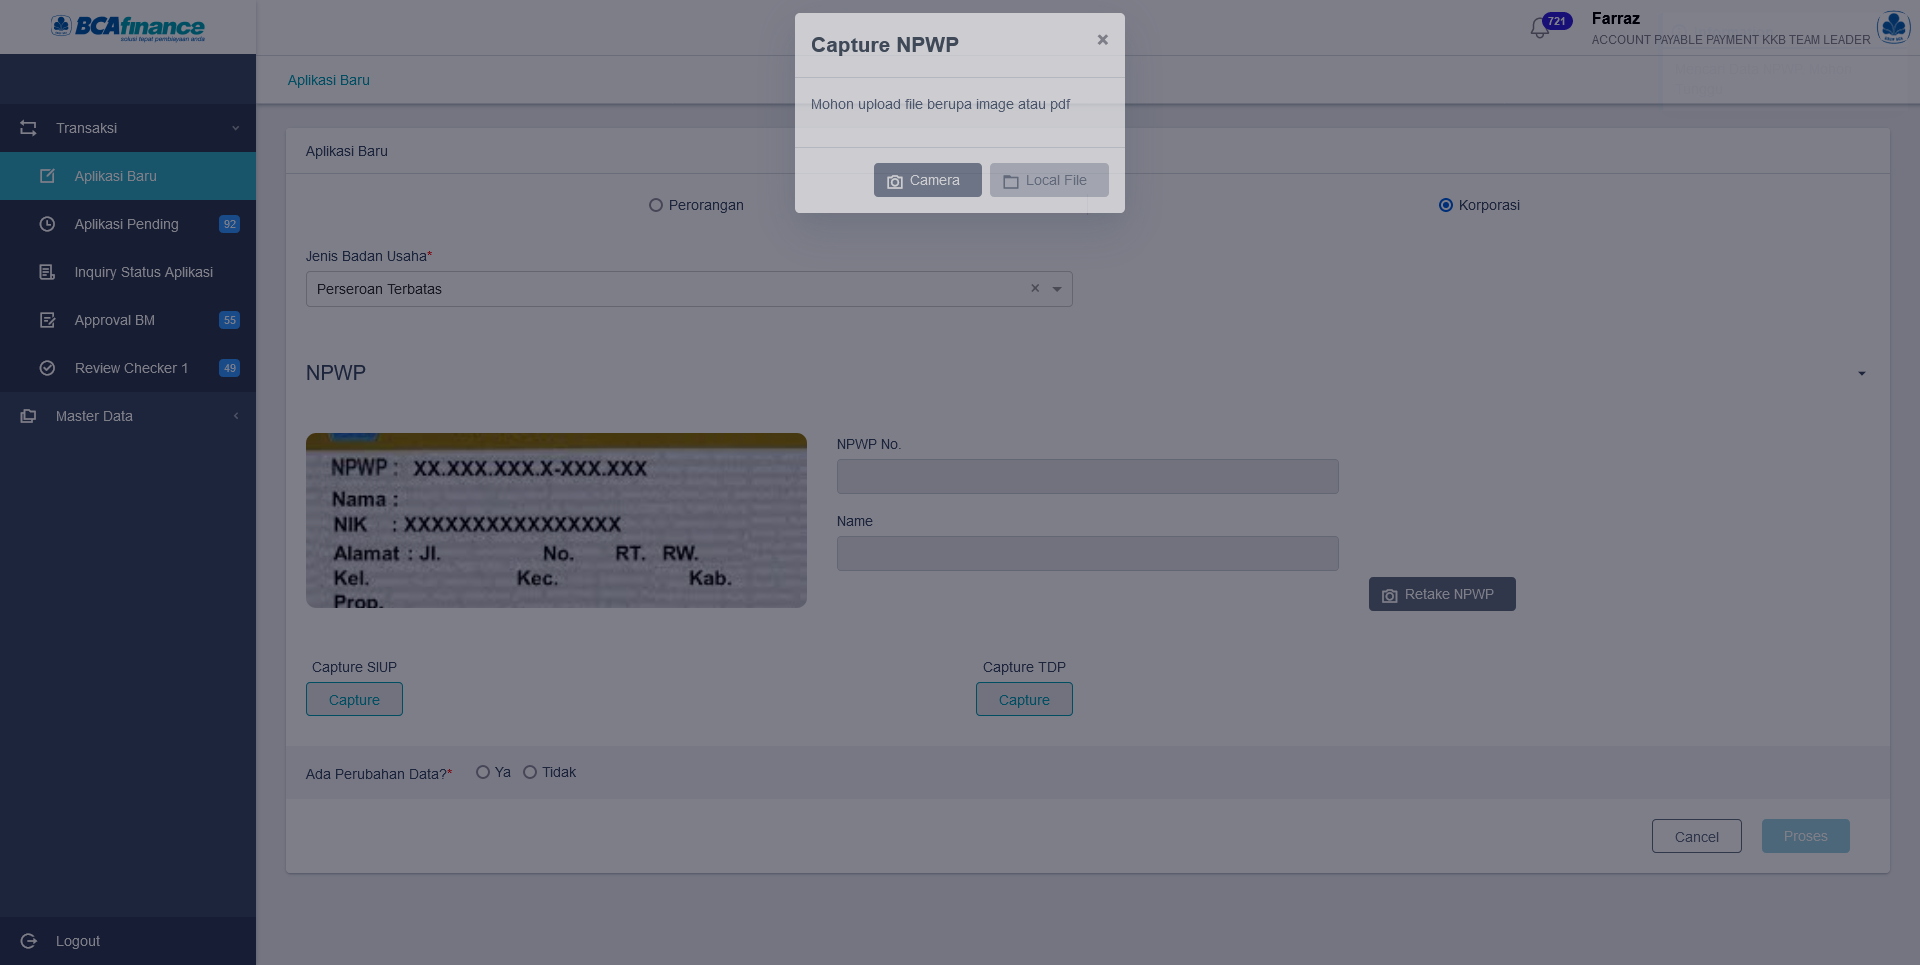 BCAfinance
solusi tepat pembiayaan anda
721
Farraz
ACCOUNT PAYABLE PAYMENT KKB TEAM LEADER
Aplikasi Baru
Capture NPWP
×
Mohon upload file berupa image atau pdf
Camera
Local File
Transaksi
Aplikasi Baru
Aplikasi Pending
92
Inquiry Status Aplikasi
Approval BM
55
Review Checker 1
49
Master Data
Logout
Aplikasi Baru
Perorangan
Korporasi
Jenis Badan Usaha*
Perseroan Terbatas
×
NPWP
NPWP : XX.XXX.XXX.X-XXX.XXX
Nama :
NIK : XXXXXXXXXXXXXXXX
Alamat : Jl. No. RT. RW.
Kel. Kec. Kab.
Prop.
NPWP No.
Name
Retake NPWP
Capture SIUP
Capture
Capture TDP
Capture
Ada Perubahan Data?*
Ya
Tidak
Cancel
Proses